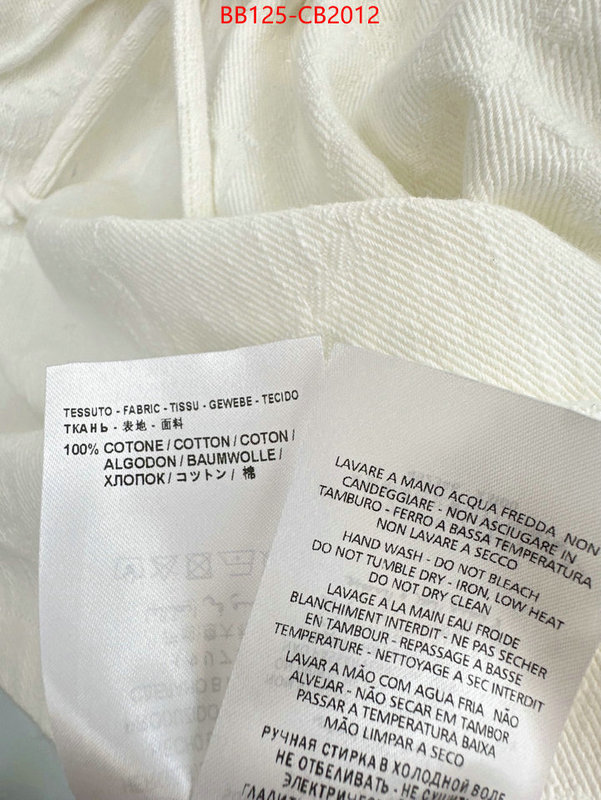 BB125-CB2012
TESSUTO - FABRIC - TISSU - GEWEBE - TECIDO
ТКАНЬ - 表地 - 面料
100% COTONE / COTTON / COTON /
ALGODON / BAUMWOLLE /
ХЛОПОК / コットン / 棉
LAVARE A MANO ACQUA FREDDA NON
CANDEGGIARE - NON ASCIUGARE IN
TAMBURO - FERRO A BASSA TEMPERATURA
NON LAVARE A SECCO
HAND WASH - DO NOT BLEACH
DO NOT TUMBLE DRY - IRON, LOW HEAT
DO NOT DRY CLEAN
LAVAGE A LA MAIN EAU FROIDE
BLANCHIMENT INTERDIT - NE PAS SECHER
EN TAMBOUR - REPASSAGE A BASSE
TEMPERATURE - NETTOYAGE A SEC INTERDIT
LAVAR A MÃO COM AGUA FRIA NÃO
ALVEJAR - NÃO SECAR EM TAMBOR
PASSAR A TEMPERATURA BAIXA
MÃO LIMPAR A SECO
РУЧНАЯ СТИРКА В ХОЛОДНОЙ ВОДЕ
НЕ ОТБЕЛИВАТЬ - НЕ